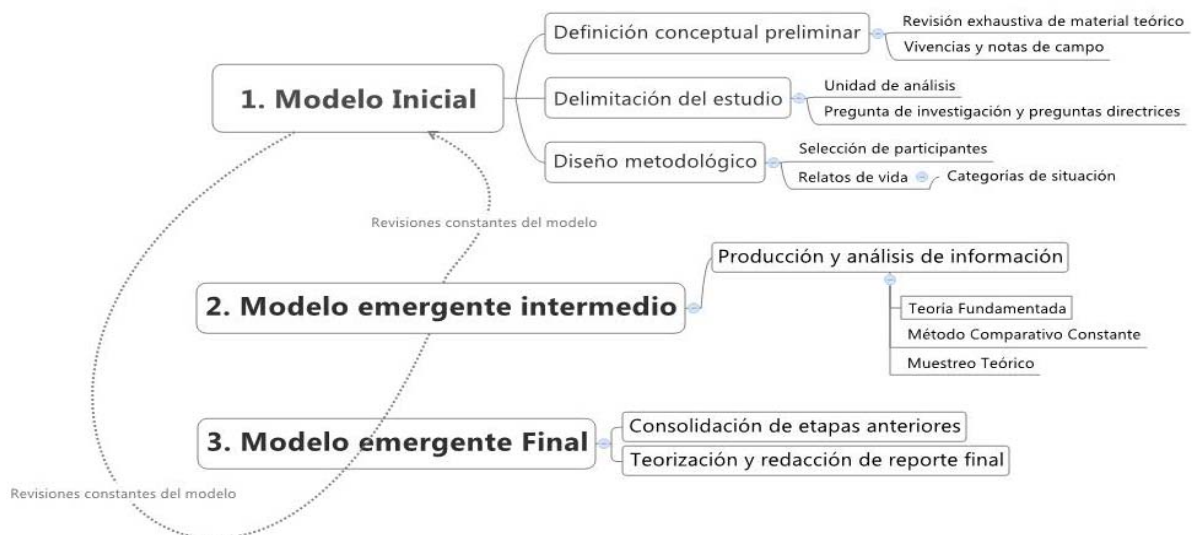 1. Modelo Inicial
Definición conceptual preliminar
Revisión exhaustiva de material teórico
Vivencias y notas de campo
Delimitación del estudio
Unidad de análisis
Pregunta de investigación y preguntas directrices
Diseño metodológico
Selección de participantes
Relatos de vida
Categorías de situación
Revisiones constantes del modelo
2. Modelo emergente intermedio
Producción y análisis de información
Teoría Fundamentada
Método Comparativo Constante
Muestreo Teórico
3. Modelo emergente Final
Consolidación de etapas anteriores
Teorización y redacción de reporte final
Revisiones constantes del modelo